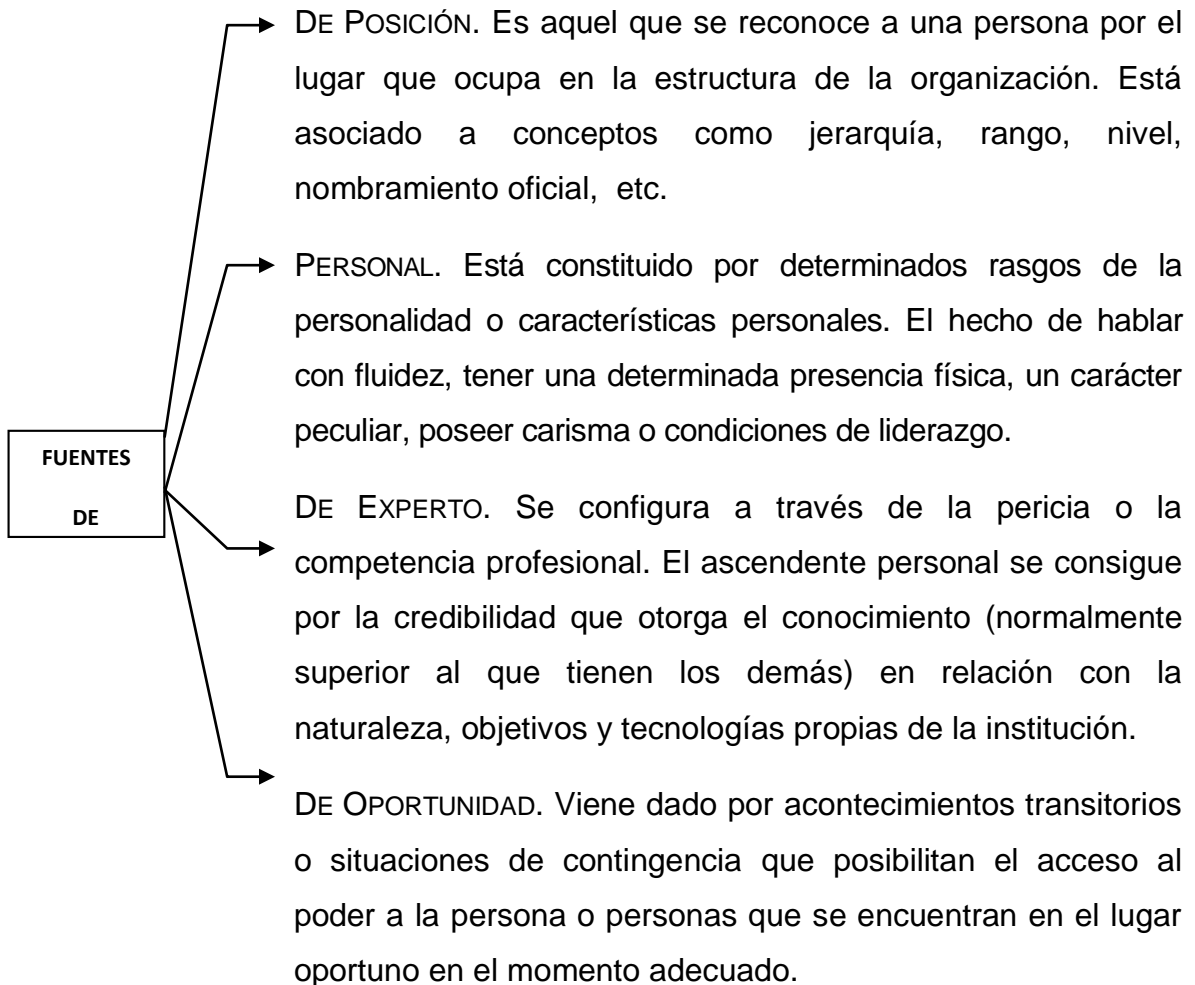 DE POSICIÓN. Es aquel que se reconoce a una persona por el
lugar que ocupa en la estructura de la organización. Está
asociado a conceptos como jerarquía, rango, nivel,
nombramiento oficial, etc.
PERSONAL. Está constituido por determinados rasgos de la
personalidad o características personales. El hecho de hablar
con fluidez, tener una determinada presencia física, un carácter
peculiar, poseer carisma o condiciones de liderazgo.
FUENTES
DE
DE EXPERTO. Se configura a través de la pericia o la
competencia profesional. El ascendente personal se consigue
por la credibilidad que otorga el conocimiento (normalmente
superior al que tienen los demás) en relación con la
naturaleza, objetivos y tecnologías propias de la institución.
DE OPORTUNIDAD. Viene dado por acontecimientos transitorios
o situaciones de contingencia que posibilitan el acceso al
poder a la persona o personas que se encuentran en el lugar
oportuno en el momento adecuado.